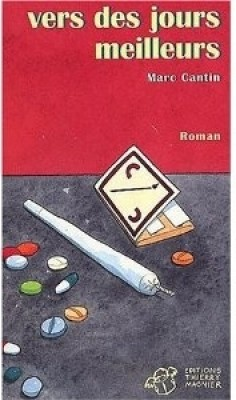 vers des jours
meilleurs
Marc Cantin
Roman
EDITIONS
THIERRY
MAGNIER